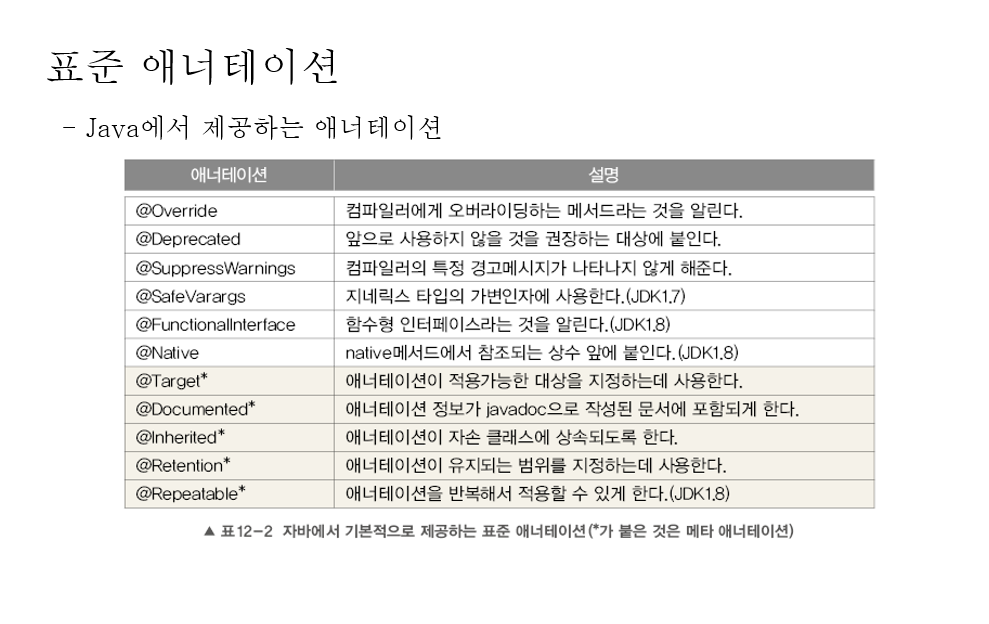 표준 애너테이션
- Java에서 제공하는 애너테이션
애너테이션 설명
@Override 컴파일러에게 오버라이딩하는 메서드라는 것을 알린다.
@Deprecated 앞으로 사용하지 않을 것을 권장하는 대상에 붙인다.
@SuppressWarnings 컴파일러의 특정 경고메시지가 나타나지 않게 해준다.
@SafeVarargs 지네릭스 타입의 가변인자에 사용한다.(JDK1.7)
@FunctionalInterface 함수형 인터페이스라는 것을 알린다.(JDK1.8)
@Native native메서드에서 참조되는 상수 앞에 붙인다.(JDK1.8)
@Target* 애너테이션이 적용가능한 대상을 지정하는데 사용한다.
@Documented* 애너테이션 정보가 javadoc으로 작성된 문서에 포함되게 한다.
@Inherited* 애너테이션이 자손 클래스에 상속되도록 한다.
@Retention* 애너테이션이 유지되는 범위를 지정하는데 사용한다.
@Repeatable* 애너테이션을 반복해서 적용할 수 있게 한다.(JDK1.8)
▲ 표12-2 자바에서 기본적으로 제공하는 표준 애너테이션(*가 붙은 것은 메타 애너테이션)